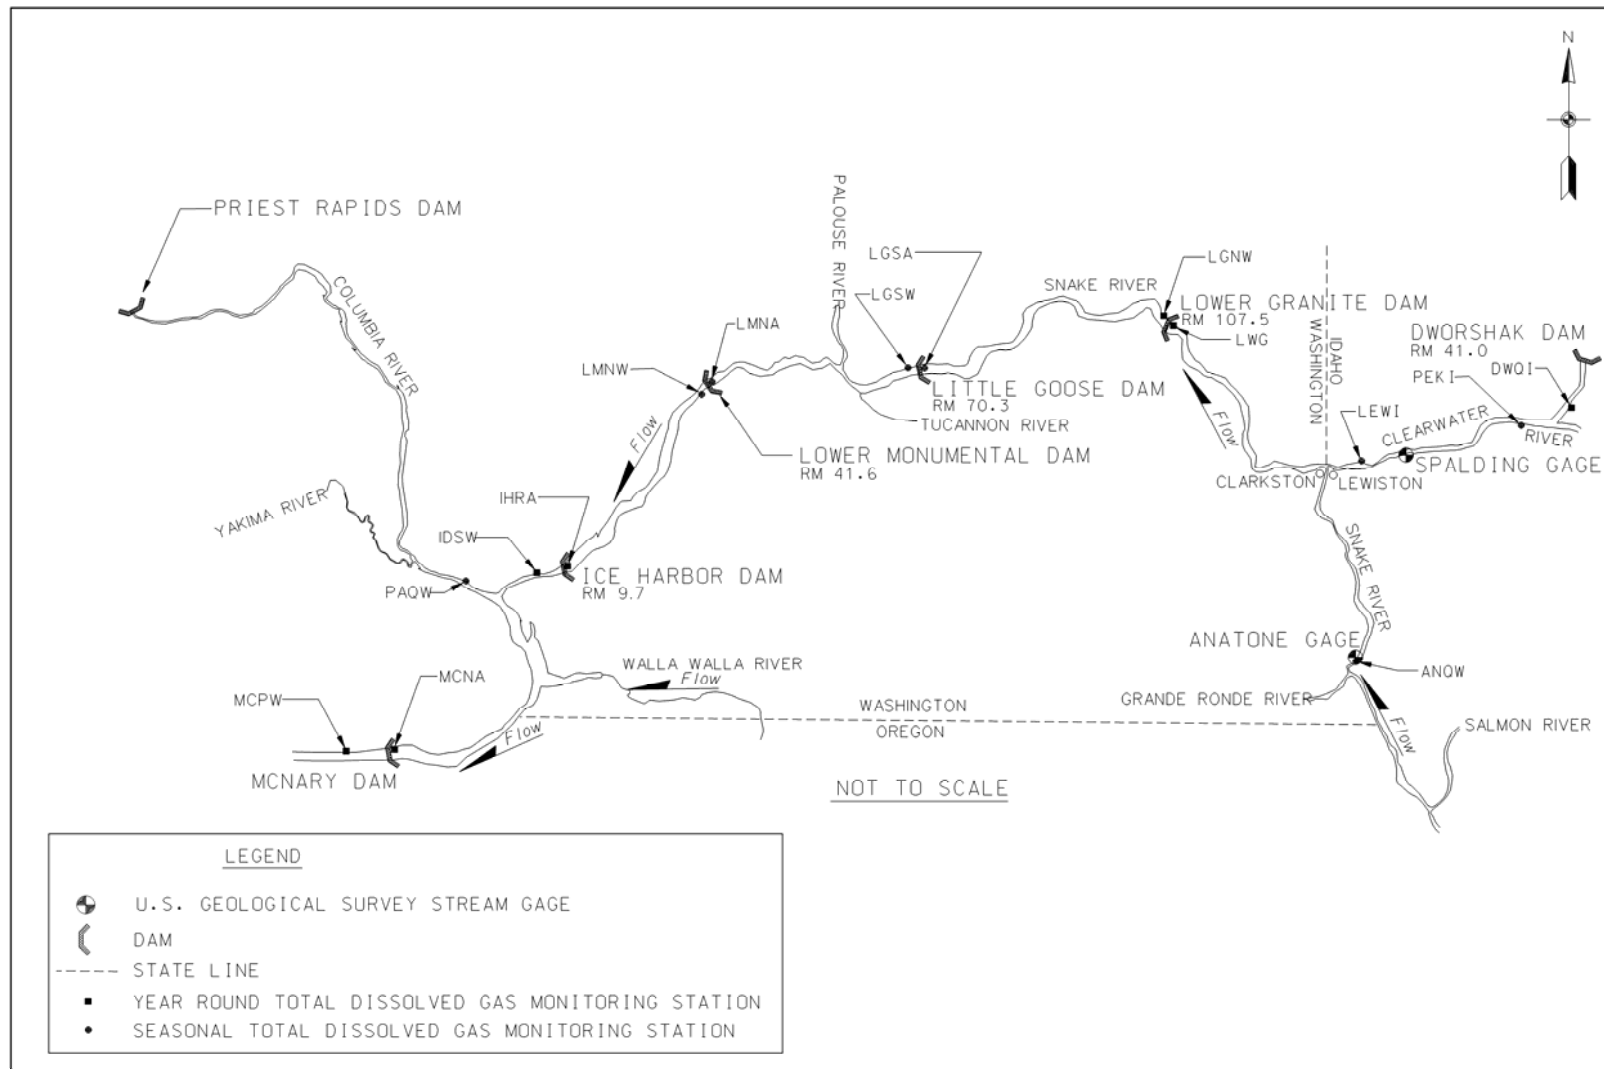 N
PRIEST RAPIDS DAM
COLUMBIA RIVER
PALOUSE RIVER
LGSA
LGSW
SNAKE RIVER
LGNW
LOWER GRANITE DAM
RM 107.5
LWG
WASHINGTON
IDAHO
DWORSHAK DAM
RM 41.0
DWQI
PEKI
LMNA
LMNW
LITTLE GOOSE DAM
RM 70.3
TUCANNON RIVER
Flow
Flow
LEWI
CLEARWATER
RIVER
SPALDING GAGE
LOWER MONUMENTAL DAM
RM 41.6
CLARKSTON
LEWISTON
YAKIMA RIVER
IHRA
IDSW
ICE HARBOR DAM
RM 9.7
PAQW
SNAKE RIVER
ANATONE GAGE
ANQW
WALLA WALLA RIVER
Flow
MCNA
MCPW
GRANDE RONDE RIVER
WASHINGTON
OREGON
Flow
Flow
SALMON RIVER
MCNARY DAM
NOT TO SCALE
LEGEND
U.S. GEOLOGICAL SURVEY STREAM GAGE
DAM
STATE LINE
YEAR ROUND TOTAL DISSOLVED GAS MONITORING STATION
SEASONAL TOTAL DISSOLVED GAS MONITORING STATION